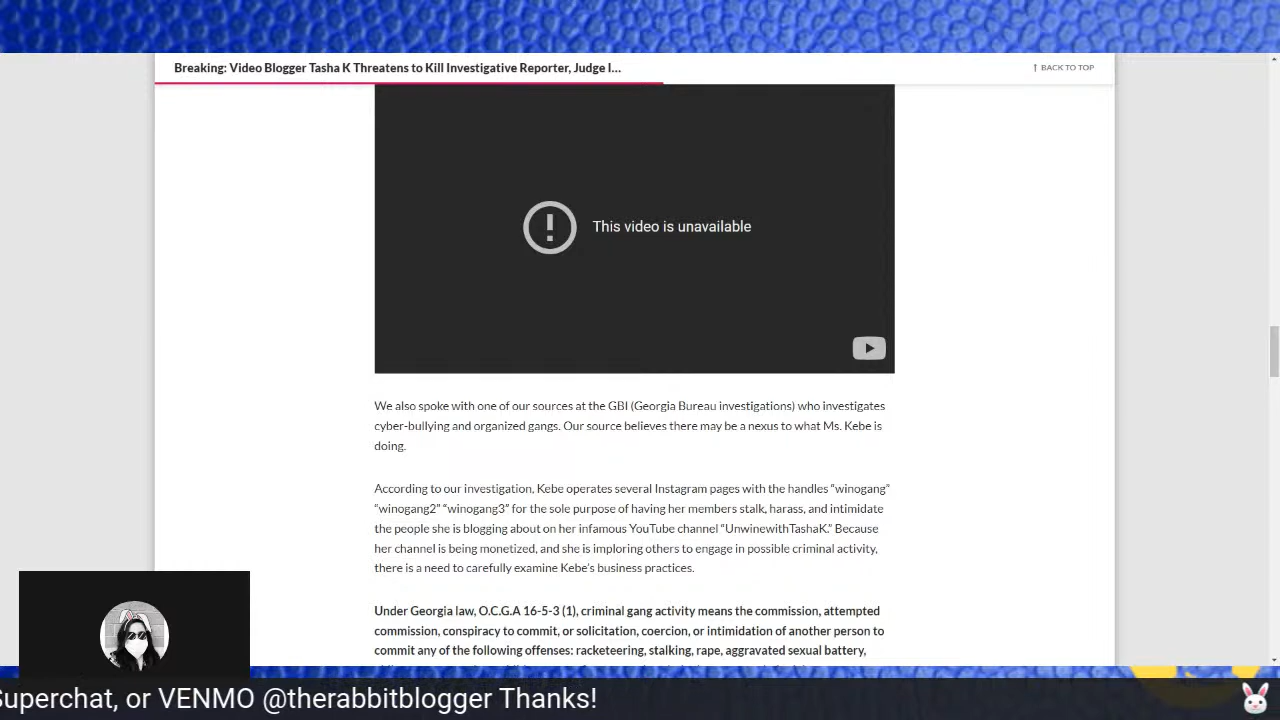 Breaking: Video Blogger Tasha K Threatens to Kill Investigative Reporter, Judge I...
↑ BACK TO TOP
This video is unavailable
We also spoke with one of our sources at the GBI (Georgia Bureau investigations) who investigates
cyber-bullying and organized gangs. Our source believes there may be a nexus to what Ms. Kebe is
doing.
According to our investigation, Kebe operates several Instagram pages with the handles “winogang”
“winogang2” “winogang3” for the sole purpose of having her members stalk, harass, and intimidate
the people she is blogging about on her infamous YouTube channel “UnwinewithTashaK.” Because
her channel is being monetized, and she is imploring others to engage in possible criminal activity,
there is a need to carefully examine Kebe’s business practices.
Under Georgia law, O.C.G.A 16-5-3 (1), criminal gang activity means the commission, attempted
commission, conspiracy to commit, or solicitation, coercion, or intimidation of another person to
commit any of the following offenses: racketeering, stalking, rape, aggravated sexual battery,
Superchat, or VENMO @therabbitblogger Thanks!